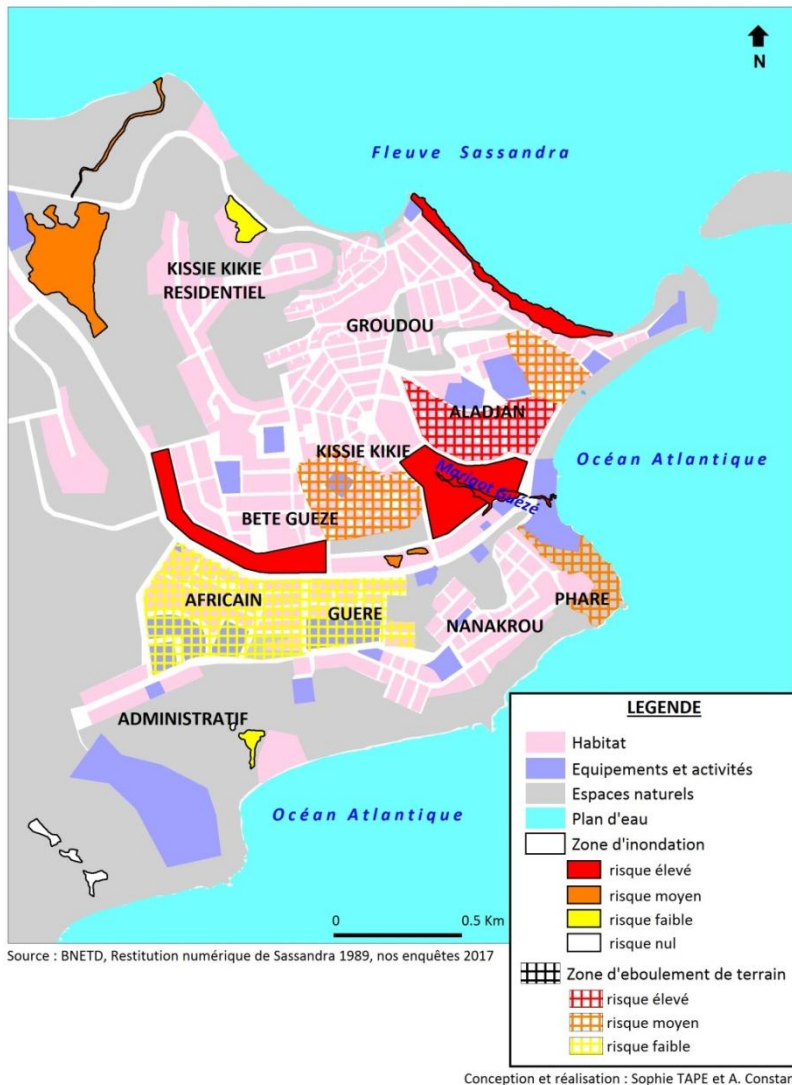 N
Fleuve Sassandra
KISSIE KIKIE
RESIDENTIEL
GROUDOU
ALADJAN
Océan Atlantique
KISSIE KIKIE
Marigot Guézé
BETE GUEZE
AFRICAIN
GUERE
PHARE
NANAKROU
ADMINISTRATIF
Océan Atlantique
0 0.5 Km
LEGENDE
Habitat
Equipements et activités
Espaces naturels
Plan d'eau
Zone d'inondation
risque élevé
risque moyen
risque faible
risque nul
Zone d'eboulement de terrain
risque élevé
risque moyen
risque faible
Source : BNETD, Restitution numérique de Sassandra 1989, nos enquêtes 2017
Conception et réalisation : Sophie TAPE et A. Constan